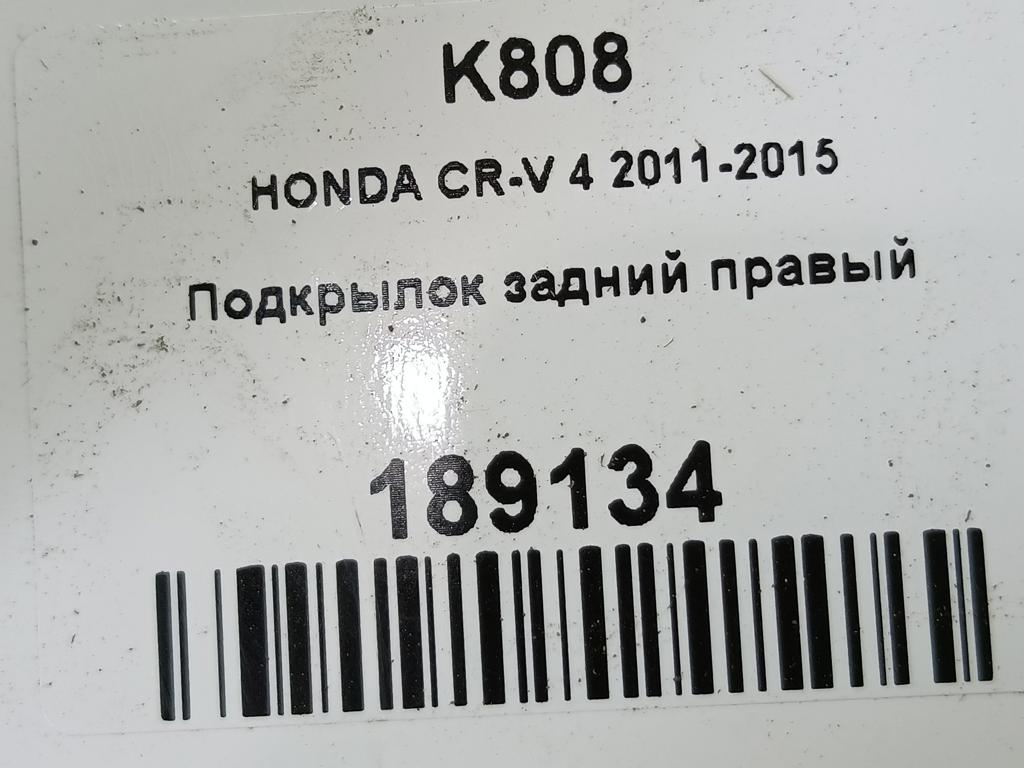 K808
HONDA CR-V 4 2011-2015
Подкрылок задний правый
189134